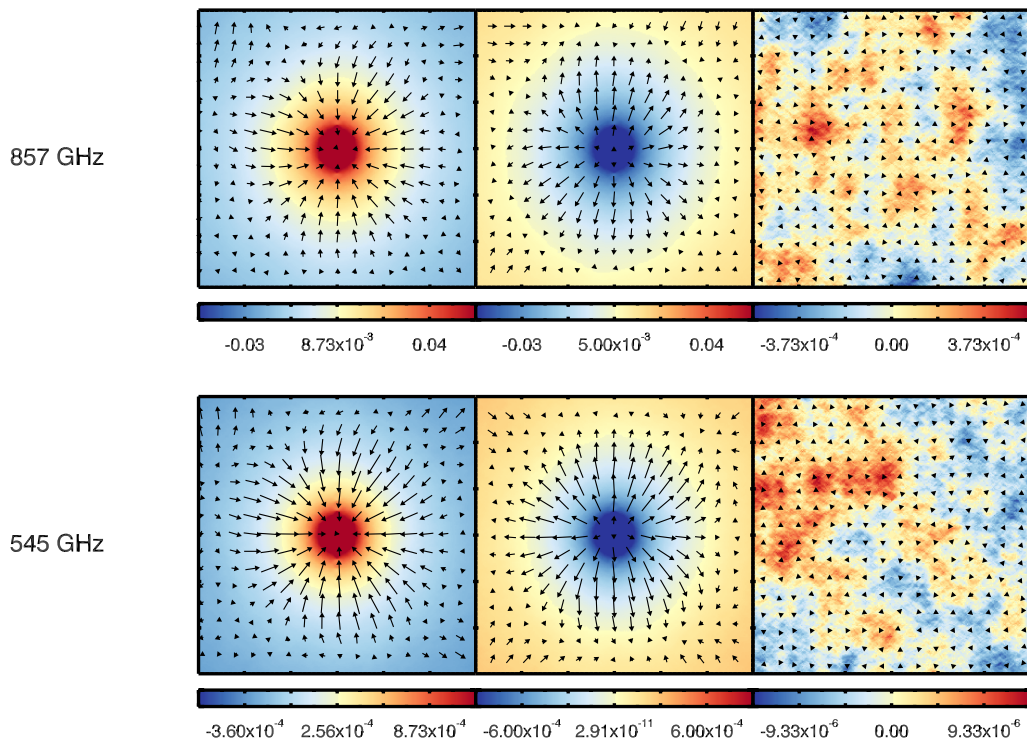 857 GHz
-0.03 8.73x10⁻³ 0.04 -0.03 5.00x10⁻³ 0.04 -3.73x10⁻⁴ 0.00 3.73x10⁻⁴
545 GHz
-3.60x10⁻⁴ 2.56x10⁻⁴ 8.73x10⁻⁴ -6.00x10⁻⁴ 2.91x10⁻¹¹ 6.00x10⁻⁴ -9.33x10⁻⁶ 0.00 9.33x10⁻⁶